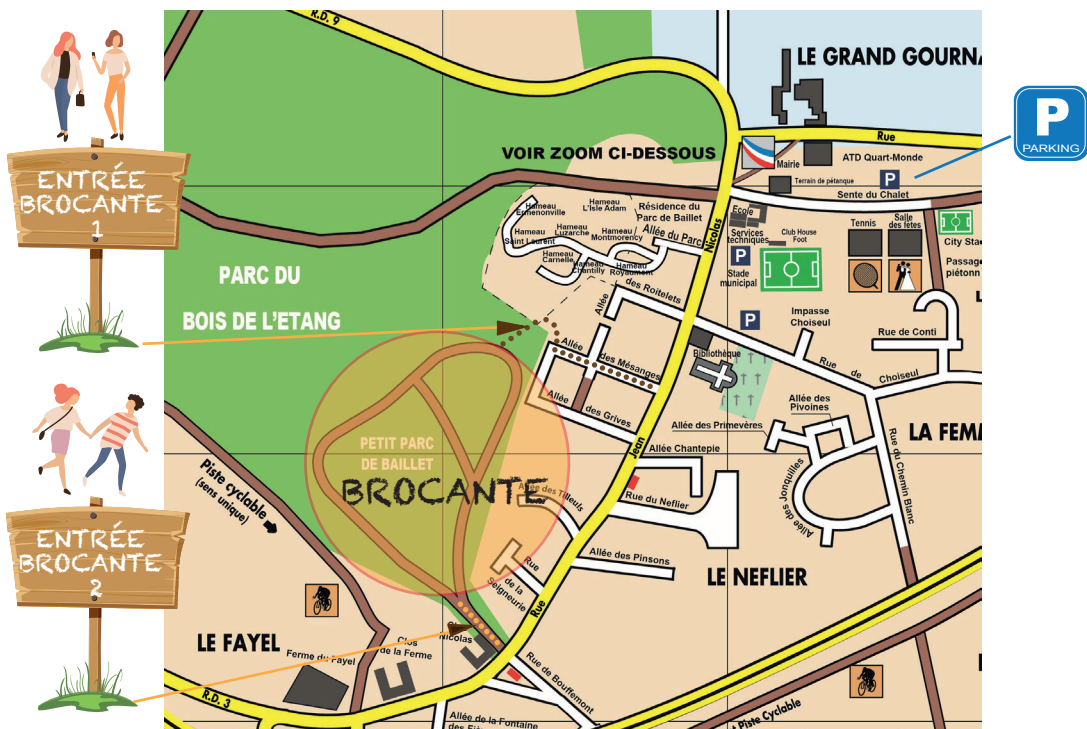 R.D. 9
LE GRAND GOURNA
P
PARKING
Rue
VOIR ZOOM CI-DESSOUS
Mairie
ATD Quart-Monde
Terrain de pétanque
P
Sente du Chalet
ENTRÉE
BROCANTE
1
Hameau
Ermenonville
Hameau
L'Isle Adam
Résidence du
Parc de Baillet
Hameau
Luzarche
Hameau
Montmorency
Allée du Parc
Hameau
Saint Laurent
Hameau
Carnelle
Hameau
Chantilly
Hameau
Royaumont
Nicolas
Ecole
Services
techniques
Club House
Foot
P
Stade
municipal
Tennis
Salle
des fêtes
City Sta
Passag
piétonn
PARC DU
BOIS DE L'ETANG
Allée
des Roitelets
P
Impasse
Choiseul
Rue de Conti
Allée
des Mésanges
Bibliothèque
Rue de Choiseul
Allée
des Grives
Allée des
Pivoines
Allée des Primevères
LA FEM
PETIT PARC
DE BAILLET
BROCANTE
Jean
Allée Chantepie
Allée des Jonquilles
Rue du Chemin Blanc
Piste cyclable
(sens unique)
Allée des Tilleuls
Rue du Neflier
ENTRÉE
BROCANTE
2
Allée des Pinsons
LE NEFLIER
Rue
de la
Seigneurie
Rue
LE FAYEL
Nicolas
Clos
de la Ferme
Ferme du Fayel
Rue de Bouffemont
R.D. 3
Allée de la Fontaine
Piste Cyclable